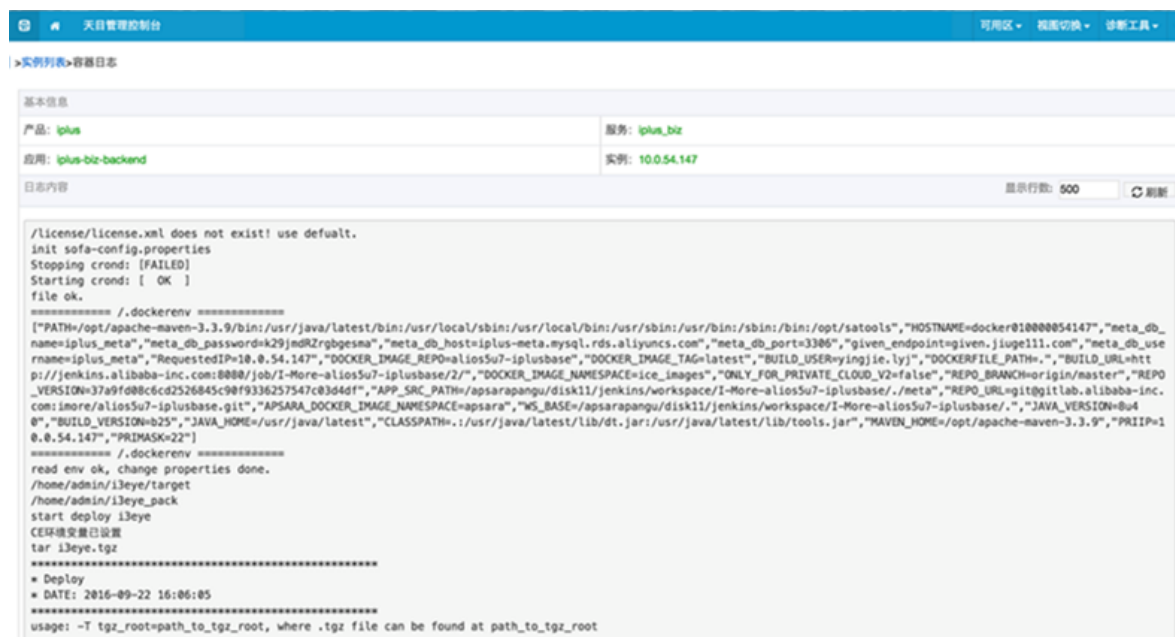 天目管理控制台 可用区 视图切换 诊断工具
>实例列表>容器日志
基本信息
产品: iplus 服务: iplus_biz
应用: iplus-biz-backend 实例: 10.0.54.147
日志内容 显示行数: 500 刷新
/license/license.xml does not exist! use defualt.
init sofa-config.properties
Stopping crond: [FAILED]
Starting crond: [  OK  ]
file ok.
============ /.dockerenv =============
["PATH=/opt/apache-maven-3.3.9/bin:/usr/java/latest/bin:/usr/local/sbin:/usr/local/bin:/usr/sbin:/usr/bin:/sbin:/bin:/opt/satools","HOSTNAME=docker010000054147","meta_db_
name=iplus_meta","meta_db_password=k29jmdRZrgbgesma","meta_db_host=iplus-meta.mysql.rds.aliyuncs.com","meta_db_port=3306","given_endpoint=given.jiuge111.com","meta_db_use
rname=iplus_meta","RequestedIP=10.0.54.147","DOCKER_IMAGE_REPO=alios5u7-iplusbase","DOCKER_IMAGE_TAG=latest","BUILD_USER=yingjie.lyj","DOCKERFILE_PATH=.","BUILD_URL=htt
p://jenkins.alibaba-inc.com:8080/job/I-More-alios5u7-iplusbase/2/","DOCKER_IMAGE_NAMESPACE=ice_images","ONLY_FOR_PRIVATE_CLOUD_V2=false","REPO_BRANCH=origin/master","REPO
_VERSION=37a9fd08c6cd2526845c90f9336257547c03d4df","APP_SRC_PATH=/apsarapangu/disk11/jenkins/workspace/I-More-alios5u7-iplusbase/./meta","REPO_URL=git@gitlab.alibaba-inc.
com:imore/alios5u7-iplusbase.git","APSARA_DOCKER_IMAGE_NAMESPACE=apsara","WS_BASE=/apsarapangu/disk11/jenkins/workspace/I-More-alios5u7-iplusbase/.","JAVA_VERSION=8u4
0","BUILD_VERSION=b25","JAVA_HOME=/usr/java/latest","CLASSPATH=.:/usr/java/latest/lib/dt.jar:/usr/java/latest/lib/tools.jar","MAVEN_HOME=/opt/apache-maven-3.3.9","PRIIP=1
0.0.54.147","PRIMASK=22"]
============ /.dockerenv =============
read env ok, change properties done.
/home/admin/i3eye/target
/home/admin/i3eye_pack
start deploy i3eye
CE环境变量已设置
tar i3eye.tgz
****************************************************
* Deploy
* DATE: 2016-09-22 16:06:05
****************************************************
usage: -T tgz_root=path_to_tgz_root, where .tgz file can be found at path_to_tgz_root